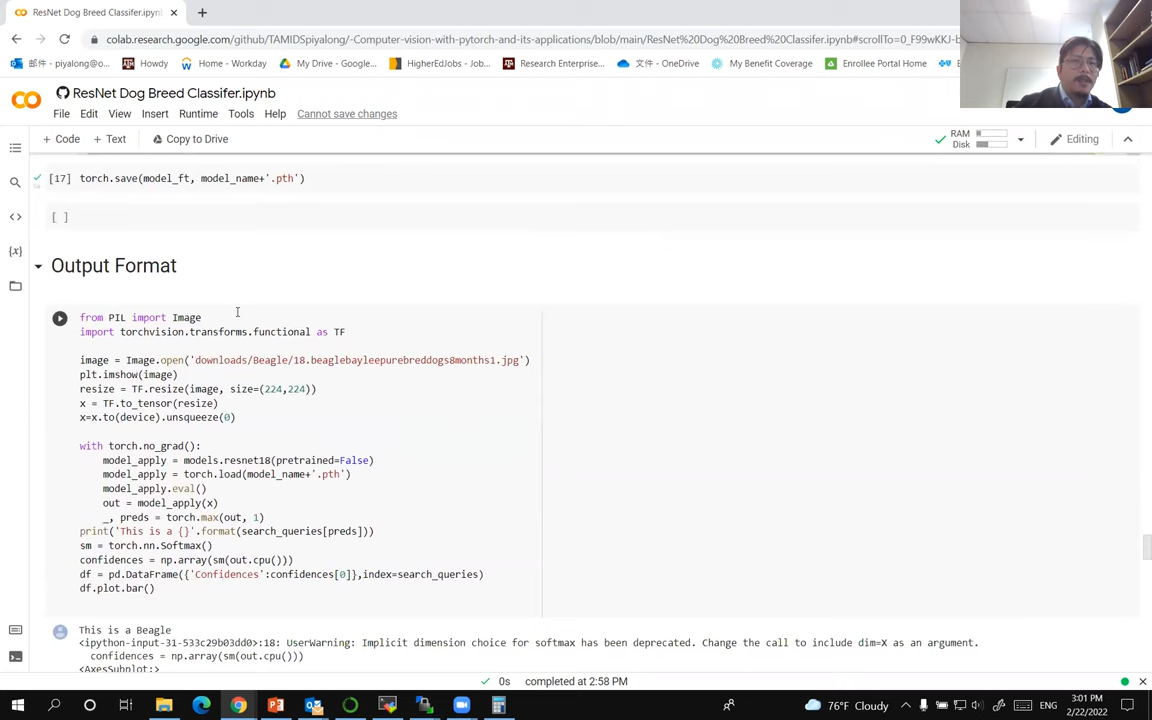 ResNet Dog Breed Classifer.ipynb
colab.research.google.com/github/TAMIDSpiyalong/-Computer-vision-with-pytorch-and-its-applications/blob/main/ResNet%20Dog%20Breed%20Classifer.ipynb#scrollTo=0_F99wKKJ-b
邮件 - piyalong@o...
Howdy
Home - Workday
My Drive - Google...
HigherEdJobs - Job...
Research Enterprise...
文件 - OneDrive
My Benefit Coverage
Enrollee Portal Home
ResNet Dog Breed Classifer.ipynb
File Edit View Insert Runtime Tools Help Cannot save changes
+ Code + Text Copy to Drive
RAM
Disk
Editing
[17] torch.save(model_ft, model_name+'.pth')
[ ]
Output Format
from PIL import Image
import torchvision.transforms.functional as TF
image = Image.open('downloads/Beagle/18.beaglebayleepurebreddogs8months1.jpg')
plt.imshow(image)
resize = TF.resize(image, size=(224,224))
x = TF.to_tensor(resize)
x=x.to(device).unsqueeze(0)
with torch.no_grad():
model_apply = models.resnet18(pretrained=False)
model_apply = torch.load(model_name+'.pth')
model_apply.eval()
out = model_apply(x)
_, preds = torch.max(out, 1)
print('This is a {}'.format(search_queries[preds]))
sm = torch.nn.Softmax()
confidences = np.array(sm(out.cpu()))
df = pd.DataFrame({'Confidences':confidences[0]},index=search_queries)
df.plot.bar()
This is a Beagle
<ipython-input-31-533c29b03dd0>:18: UserWarning: Implicit dimension choice for softmax has been deprecated. Change the call to include dim=X as an argument.
confidences = np.array(sm(out.cpu()))
<AxesSubplot:>
0s completed at 2:58 PM
76°F Cloudy
ENG
3:01 PM
2/22/2022